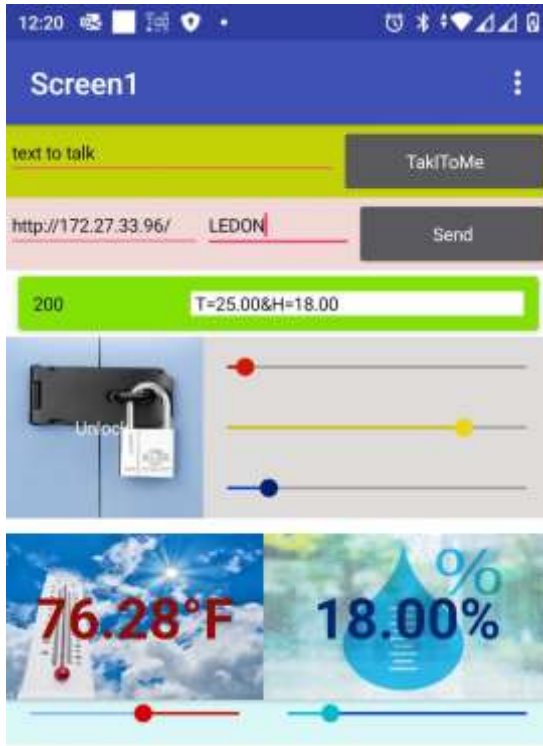 12:20
Screen1
text to talk
TaklToMe
http://172.27.33.96/ LEDON Send
200 T=25.00&H=18.00
Unlock
%
76.28°F 18.00%